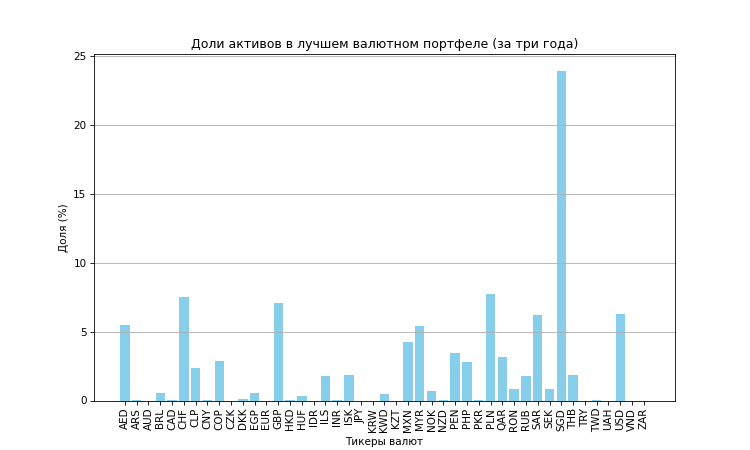 Доли активов в лучшем валютном портфеле (за три года)
Доля (%)
25
20
15
10
5
0
AED ARS AUD BRL CAD CHF CLP CNY COP CZK DKK EGP EUR GBP HKD HUF IDR ILS INR ISK JPY KRW KWD KZT MXN MYR NOK NZD PEN PHP PKR PLN QAR RON RUB SAR SEK SGD THB TRY TWD UAH USD VND ZAR
Тикеры валют